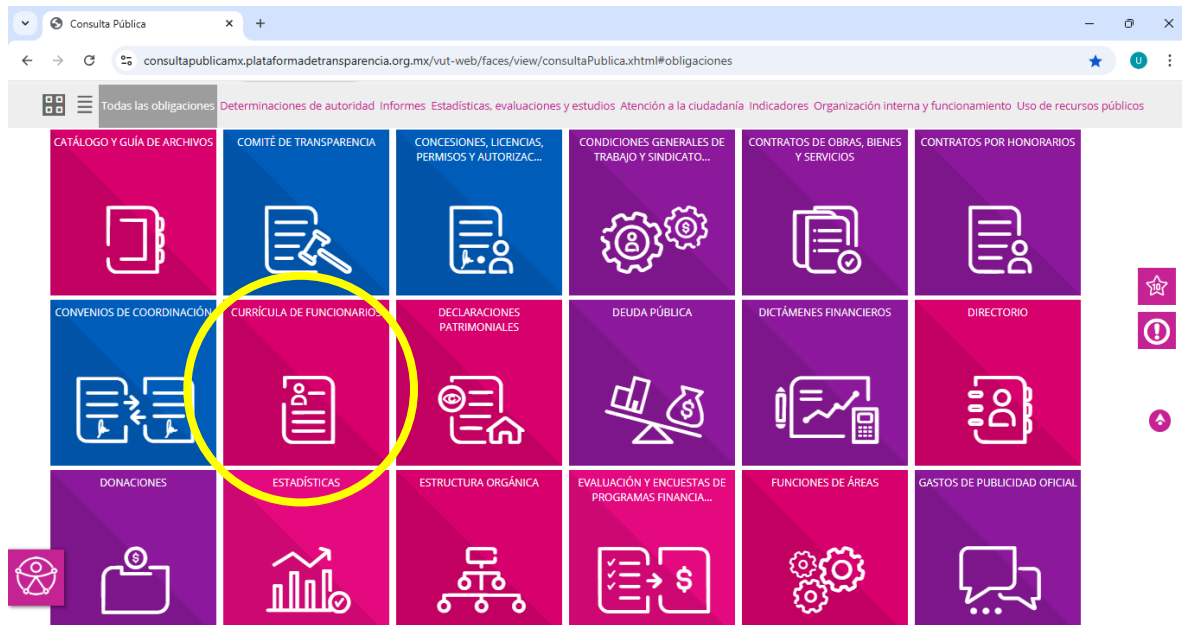 Consulta Pública
consultapublicamx.plataformadetransparencia.org.mx/vut-web/faces/view/consultaPublica.xhtml#obligaciones
U
Todas las obligaciones Determinaciones de autoridad Informes Estadísticas, evaluaciones y estudios Atención a la ciudadanía Indicadores Organización interna y funcionamiento Uso de recursos públicos
CATÁLOGO Y GUÍA DE ARCHIVOS
COMITÉ DE TRANSPARENCIA
CONCESIONES, LICENCIAS,
PERMISOS Y AUTORIZAC...
CONDICIONES GENERALES DE
TRABAJO Y SINDICATO...
$
CONTRATOS DE OBRAS, BIENES
Y SERVICIOS
CONTRATOS POR HONORARIOS
10
CONVENIOS DE COORDINACIÓN
CURRÍCULA DE FUNCIONARIOS
DECLARACIONES
PATRIMONIALES
DEUDA PÚBLICA
$
DICTÁMENES FINANCIEROS
DIRECTORIO
DONACIONES
$
ESTADÍSTICAS
ESTRUCTURA ORGÁNICA
EVALUACIÓN Y ENCUESTAS DE
PROGRAMAS FINANCIA...
$
FUNCIONES DE ÁREAS
GASTOS DE PUBLICIDAD OFICIAL